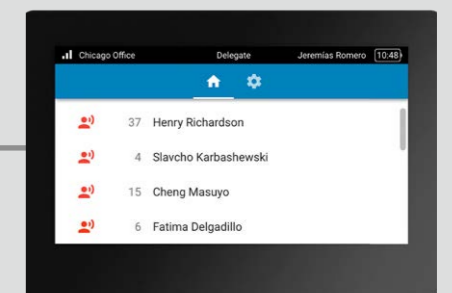 Chicago Office Delegate Jeremías Romero 10:48
37 Henry Richardson
4 Slavcho Karbashewski
15 Cheng Masuyo
6 Fatima Delgadillo